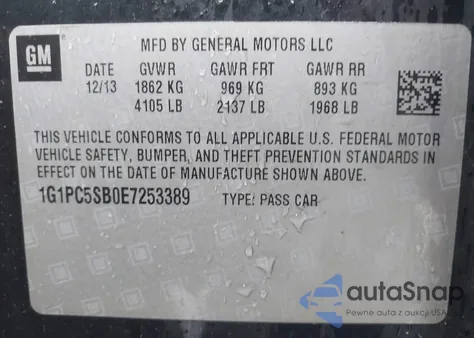 GM
MFD BY GENERAL MOTORS LLC
DATE GVWR GAWR FRT GAWR RR
12/13 1862 KG 969 KG 893 KG
4105 LB 2137 LB 1968 LB
THIS VEHICLE CONFORMS TO ALL APPLICABLE U.S. FEDERAL MOTOR
VEHICLE SAFETY, BUMPER, AND THEFT PREVENTION STANDARDS IN
EFFECT ON THE DATE OF MANUFACTURE SHOWN ABOVE.
1G1PC5SB0E7253389 TYPE: PASS CAR
autoSnap
Pewne auta z aukcji USA